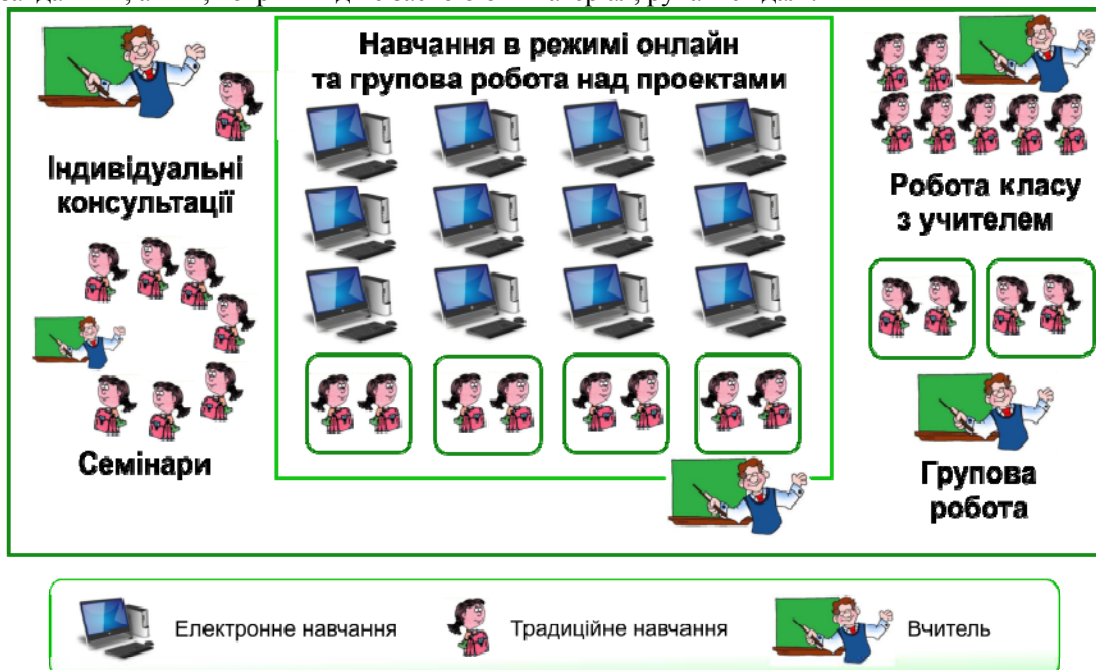 Навчання в режимі онлайн
та групова робота над проектами
Індивідуальні
консультації
Робота класу
з учителем
Семінари
Групова
робота
Електронне навчання
Традиційне навчання
Вчитель